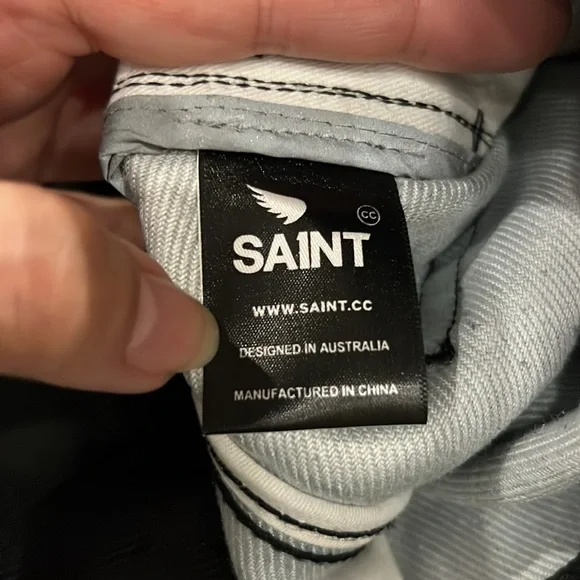 CC
SA1NT
WWW.SAINT.CC
DESIGNED IN AUSTRALIA
MANUFACTURED IN CHINA